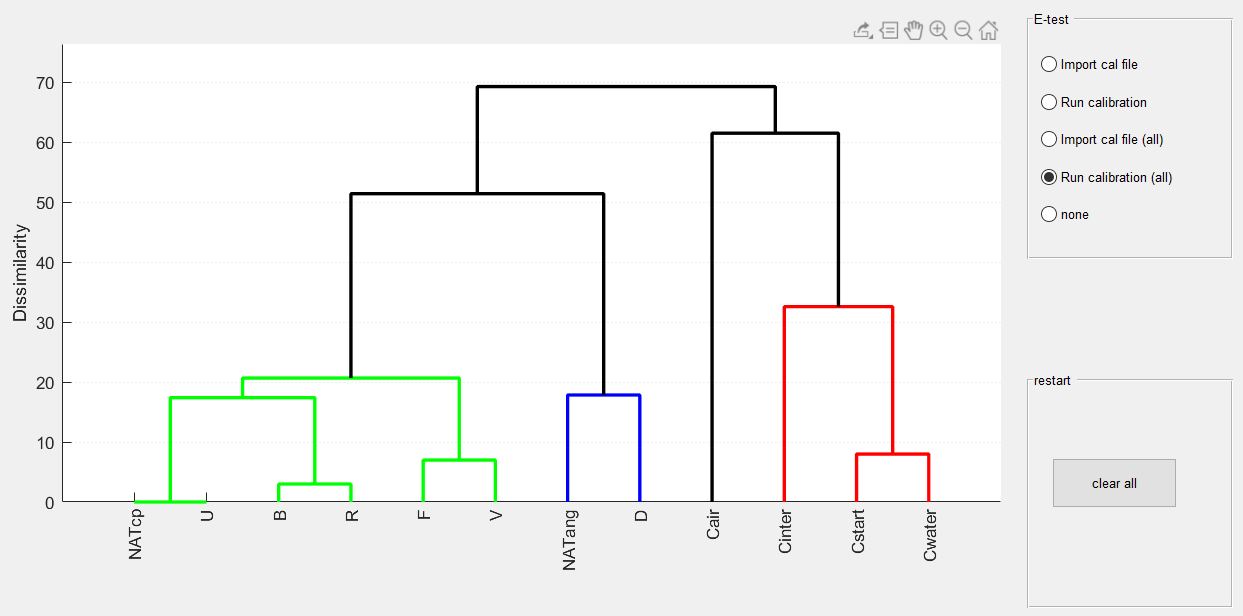 E-test
Import cal file
Run calibration
Import cal file (all)
Run calibration (all)
none
restart
clear all
Dissimilarity
70
60
50
40
30
20
10
0
NATcp
U
B
R
F
V
NATang
D
Cair
Cinter
Cstart
Cwater